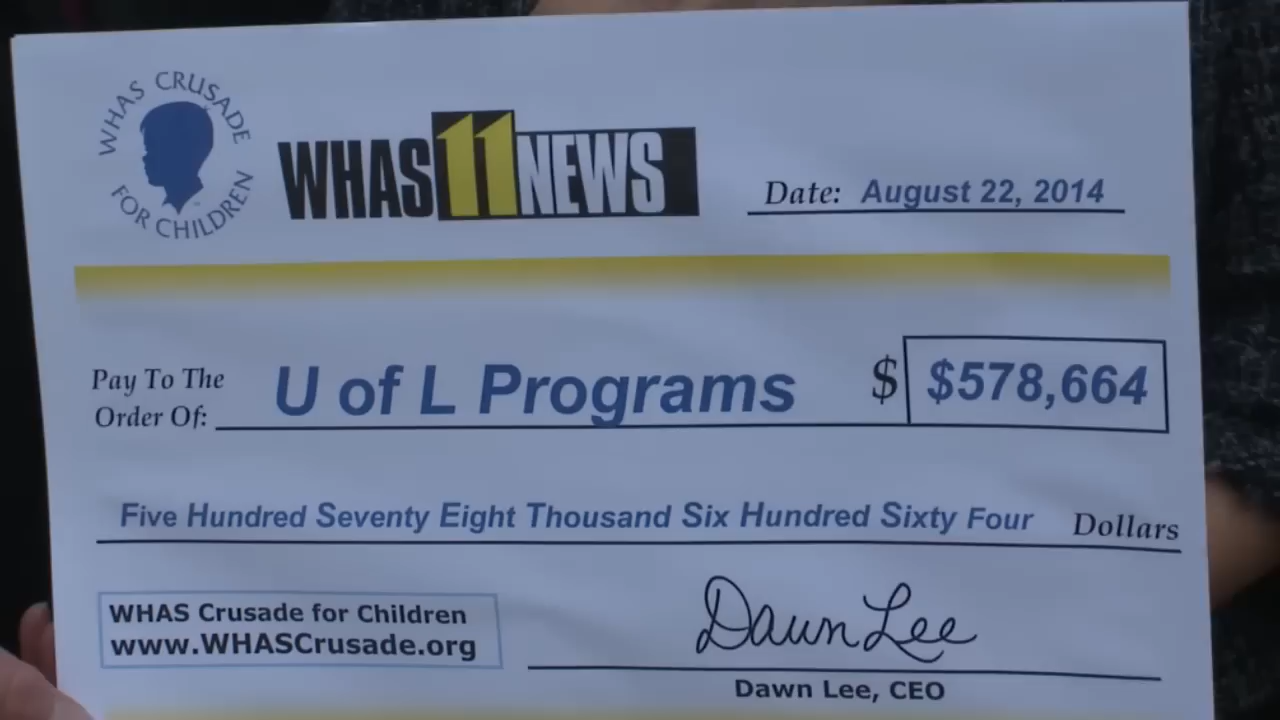 WHAS CRUSADE
FOR CHILDREN
WHAS 11 NEWS
Date: August 22, 2014
Pay To The
Order Of: U of L Programs $ $578,664
Five Hundred Seventy Eight Thousand Six Hundred Sixty Four Dollars
WHAS Crusade for Children
www.WHASCrusade.org
Dawn Lee
Dawn Lee, CEO